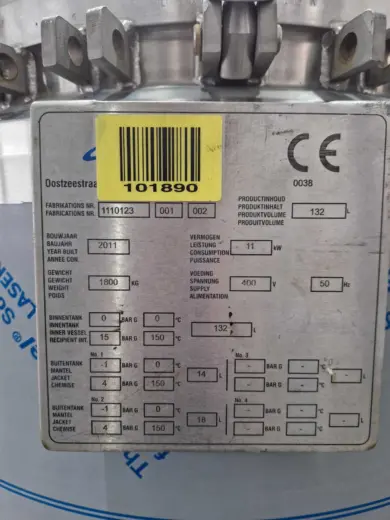 101890
Oostzeestraa
CE
0038
FABRIKATIONS NR.
FABRICATIONS NR. 1110123 001 002
PRODUCTINHOUD
PRODUKTINHALT
PRODUKTVOLUME
PRODUITVOLUME
132 L
BOUWJAAR
BAUJAHR
YEAR BUILT
ANNEE CON.
2011
VERMOGEN
LEISTUNG
CONSUMPTION
PUISSANCE
11 kW
GEWICHT
GEWICHT
WEIGHT
POIDS
1800 KG
VOEDING
SPANNUNG
SUPPLY
ALIMENTATION
400 V 50 Hz
BINNENTANK
INNENTANK
INNER VESSEL
RECIPIENT INT.
0 BAR G 0 °C
15 BAR G 150 °C
132 L
No. 1
BUITENTANK
MANTEL
JACKET
CHEMISE
-1 BAR G 0 °C
4 BAR G 150 °C
14 L
No. 3
- BAR G - °C
- BAR G - °C
- L
No. 2
BUITENTANK
MANTEL
JACKET
CHEMISE
-1 BAR G 0 °C
4 BAR G 150 °C
18 L
No. 4
- BAR G - °C
- BAR G - °C
- L